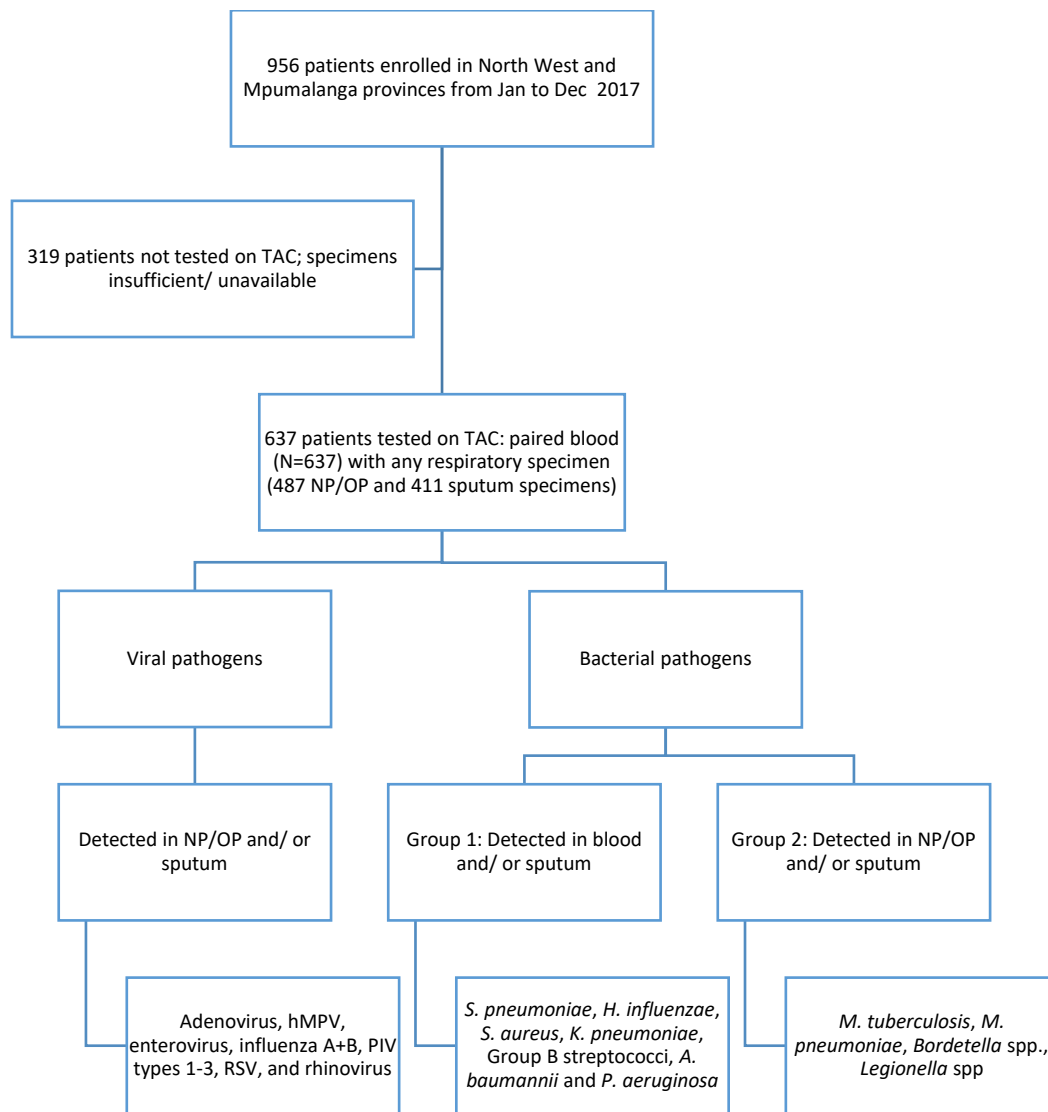 956 patients enrolled in North West and
Mpumalanga provinces from Jan to Dec  2017
319 patients not tested on TAC; specimens
insufficient/ unavailable
637 patients tested on TAC: paired blood
(N=637) with any respiratory specimen
(487 NP/OP and 411 sputum specimens)
Viral pathogens
Bacterial pathogens
Detected in NP/OP and/ or
sputum
Group 1: Detected in blood
and/ or sputum
Group 2: Detected in NP/OP
and/ or sputum
Adenovirus, hMPV,
enterovirus, influenza A+B, PIV
types 1-3, RSV, and rhinovirus
S. pneumoniae, H. influenzae,
S. aureus, K. pneumoniae,
Group B streptococci, A.
baumannii and P. aeruginosa
M. tuberculosis, M.
pneumoniae, Bordetella spp.,
Legionella spp